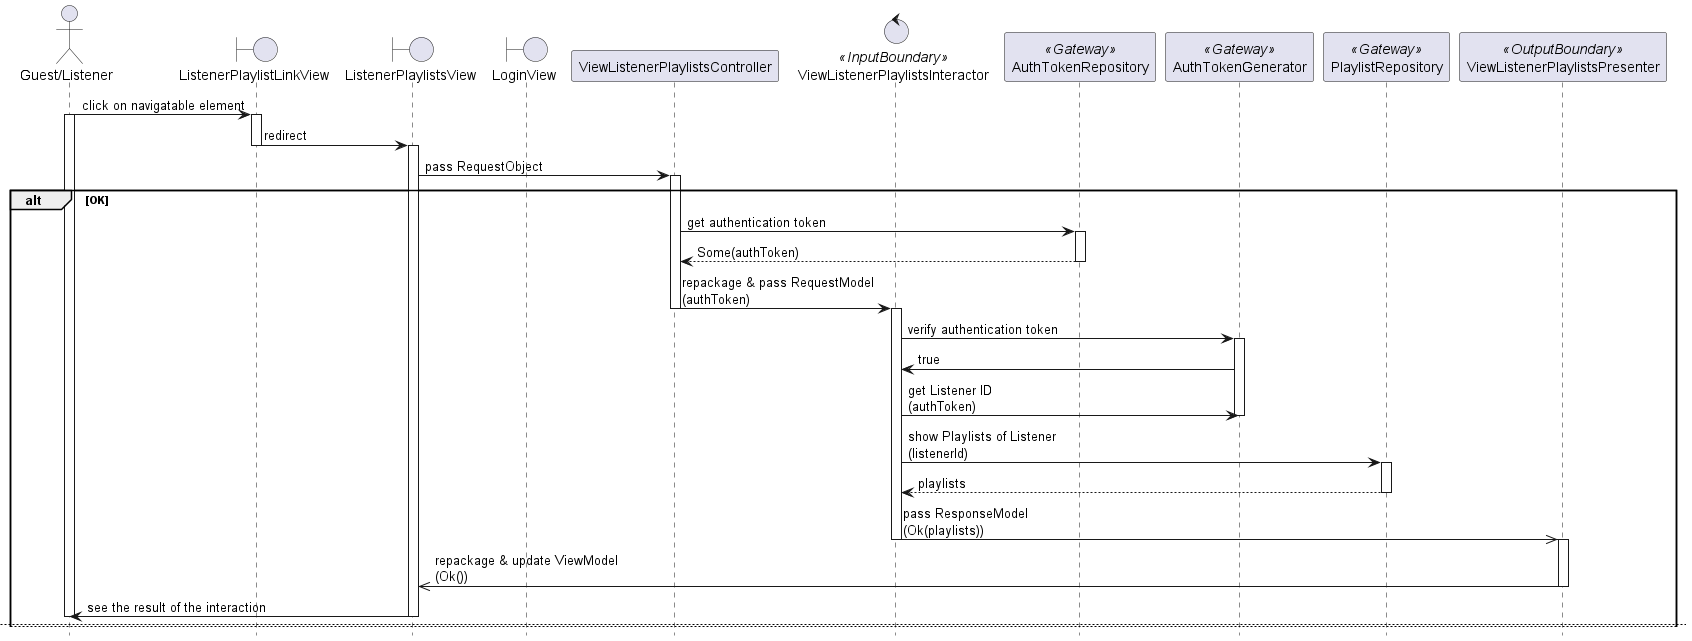 Guest/Listener
ListenerPlaylistLinkView
ListenerPlaylistsView
LoginView
ViewListenerPlaylistsController
«InputBoundary»
ViewListenerPlaylistsInteractor
«Gateway»
AuthTokenRepository
«Gateway»
AuthTokenGenerator
«Gateway»
PlaylistRepository
«OutputBoundary»
ViewListenerPlaylistsPresenter
click on navigatable element
redirect
pass RequestObject
alt
[OK]
get authentication token
Some(authToken)
repackage & pass RequestModel
(authToken)
verify authentication token
true
get Listener ID
(authToken)
show Playlists of Listener
(listenerId)
playlists
pass ResponseModel
(Ok(playlists))
repackage & update ViewModel
(Ok())
see the result of the interaction